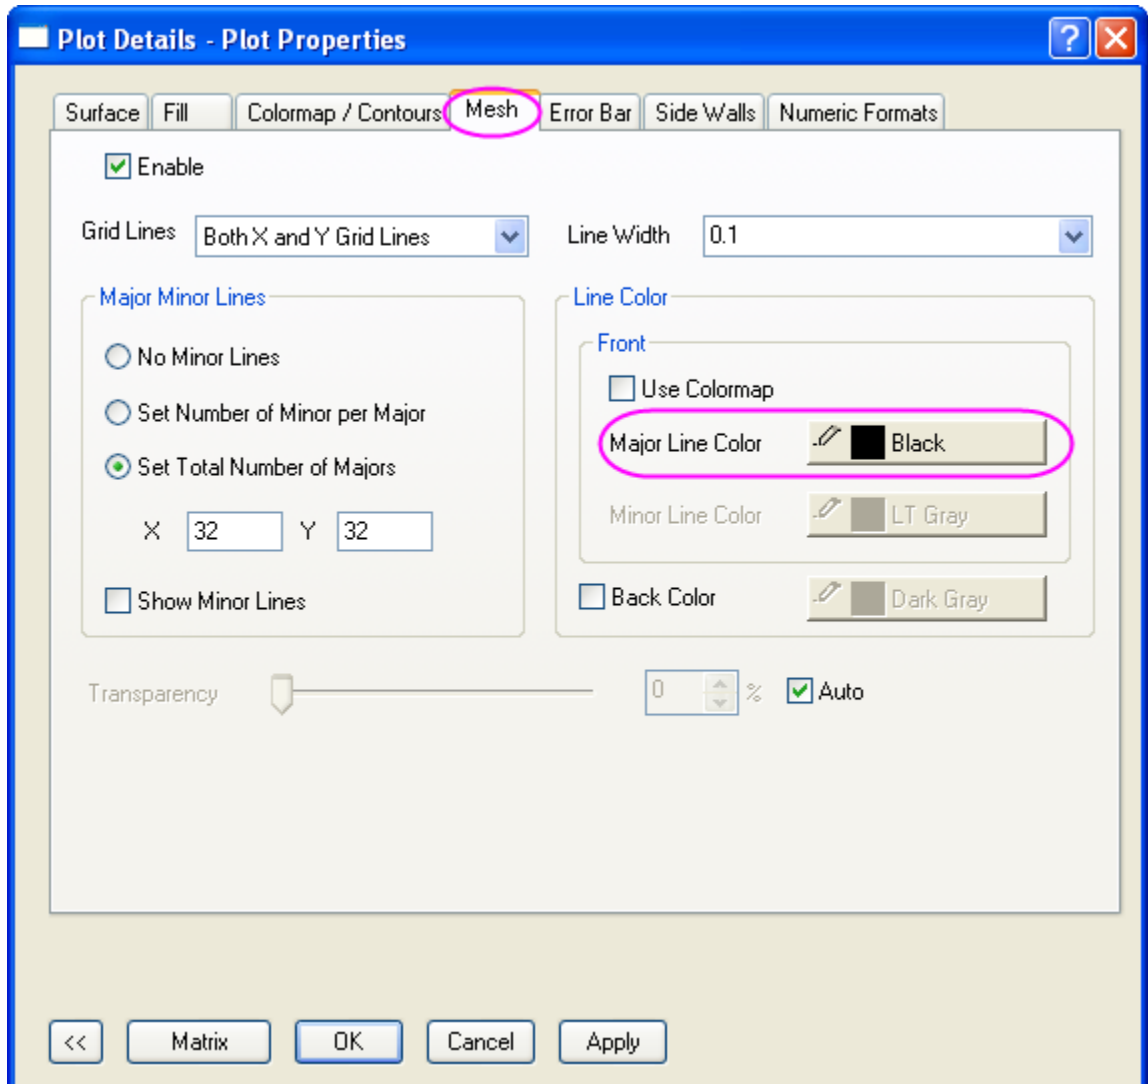 Plot Details - Plot Properties
?
Surface Fill Colormap / Contours Mesh Error Bar Side Walls Numeric Formats
Enable
Grid Lines Both X and Y Grid Lines Line Width 0.1
Major Minor Lines
No Minor Lines
Set Number of Minor per Major
Set Total Number of Majors
X 32 Y 32
Show Minor Lines
Line Color
Front
Use Colormap
Major Line Color Black
Minor Line Color LT Gray
Back Color Dark Gray
Transparency 0 % Auto
<< Matrix OK Cancel Apply